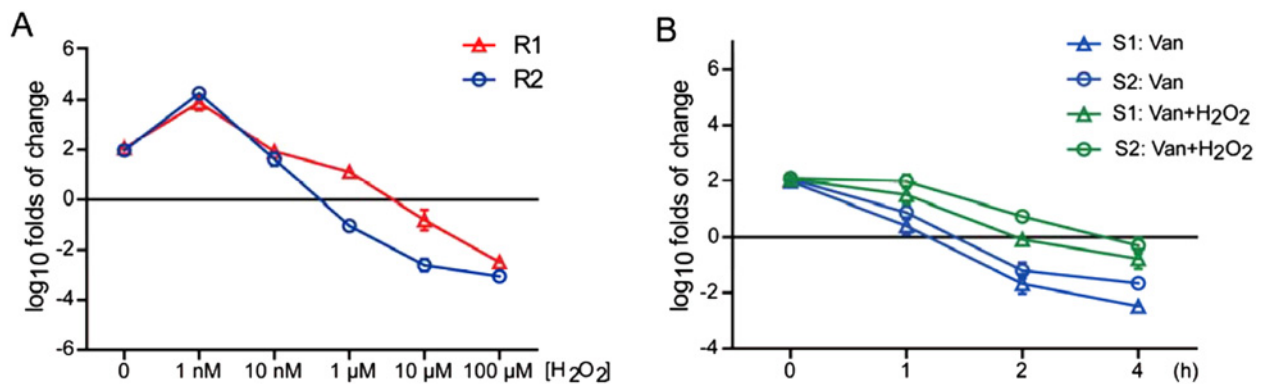 A
log10 folds of change
6
4
2
0
-2
-4
-6
R1
R2
0 1 nM 10 nM 1 µM 10 µM 100 µM [H₂O₂]
B
log10 folds of change
6
4
2
0
-2
-4
S1: Van
S2: Van
S1: Van+H₂O₂
S2: Van+H₂O₂
0 1 2 4 (h)